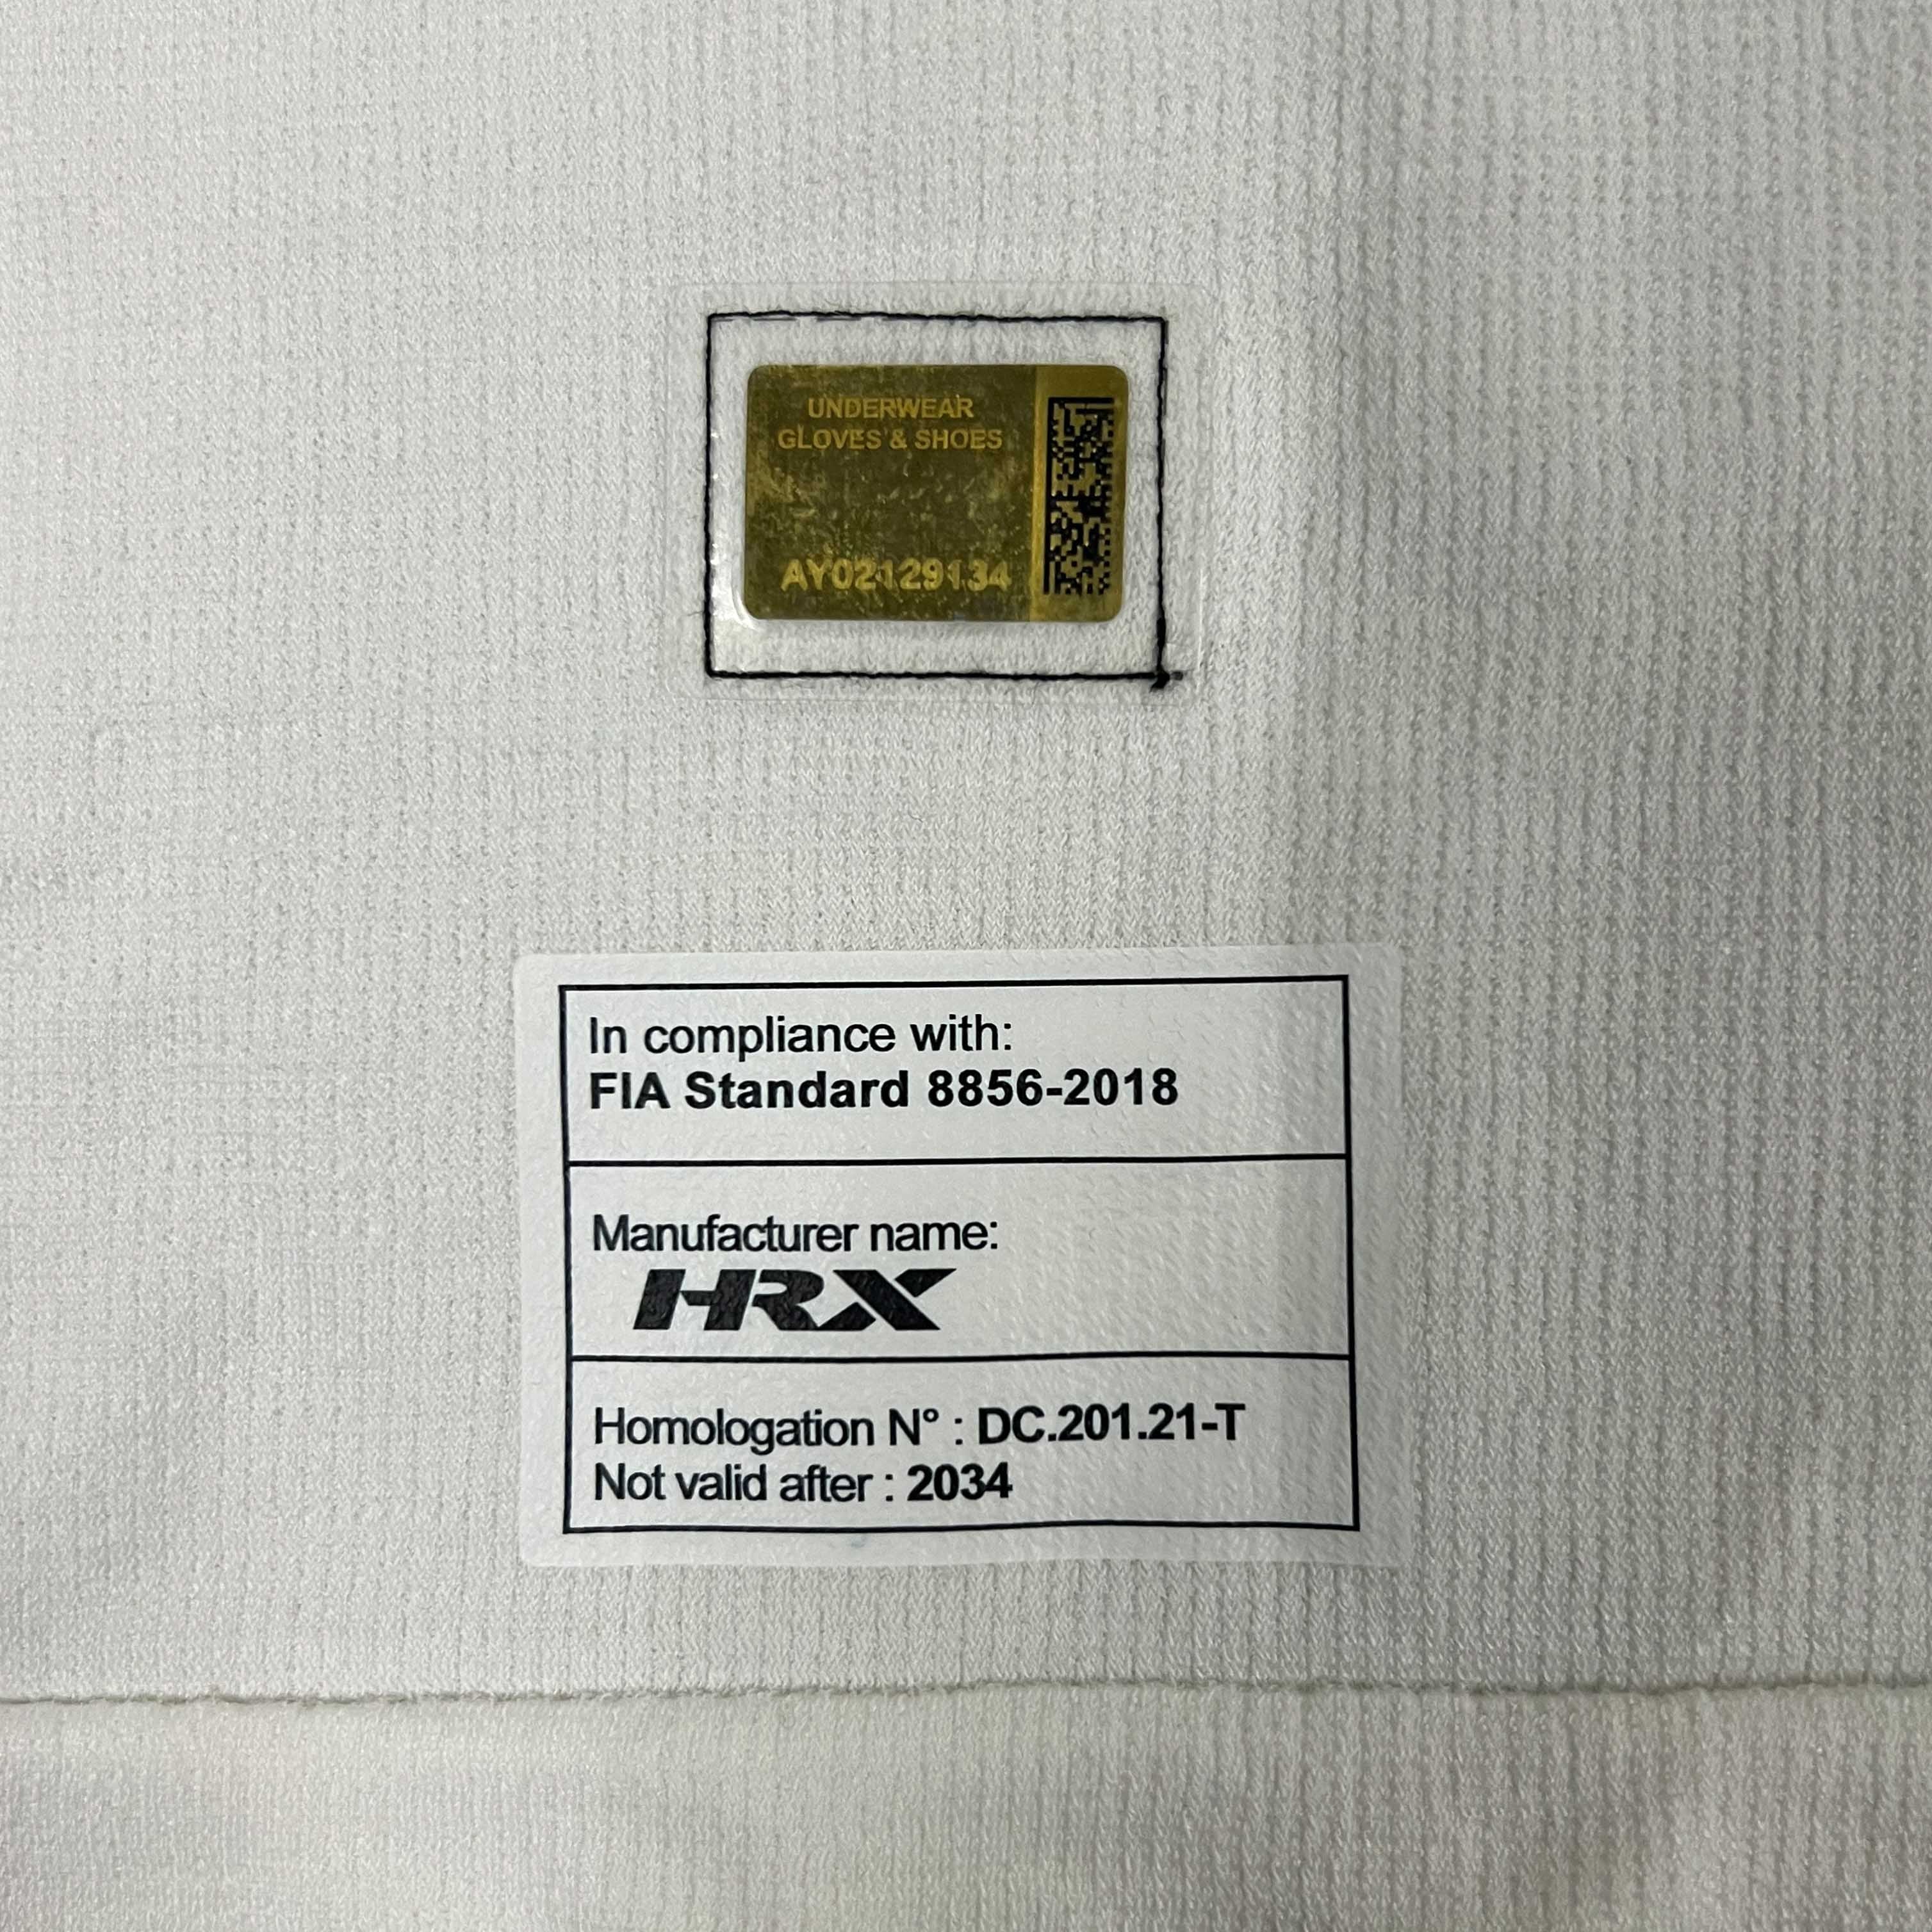 UNDERWEAR
GLOVES & SHOES
AY02129134
In compliance with:
FIA Standard 8856-2018
Manufacturer name:
HRX
Homologation N° : DC.201.21-T
Not valid after : 2034